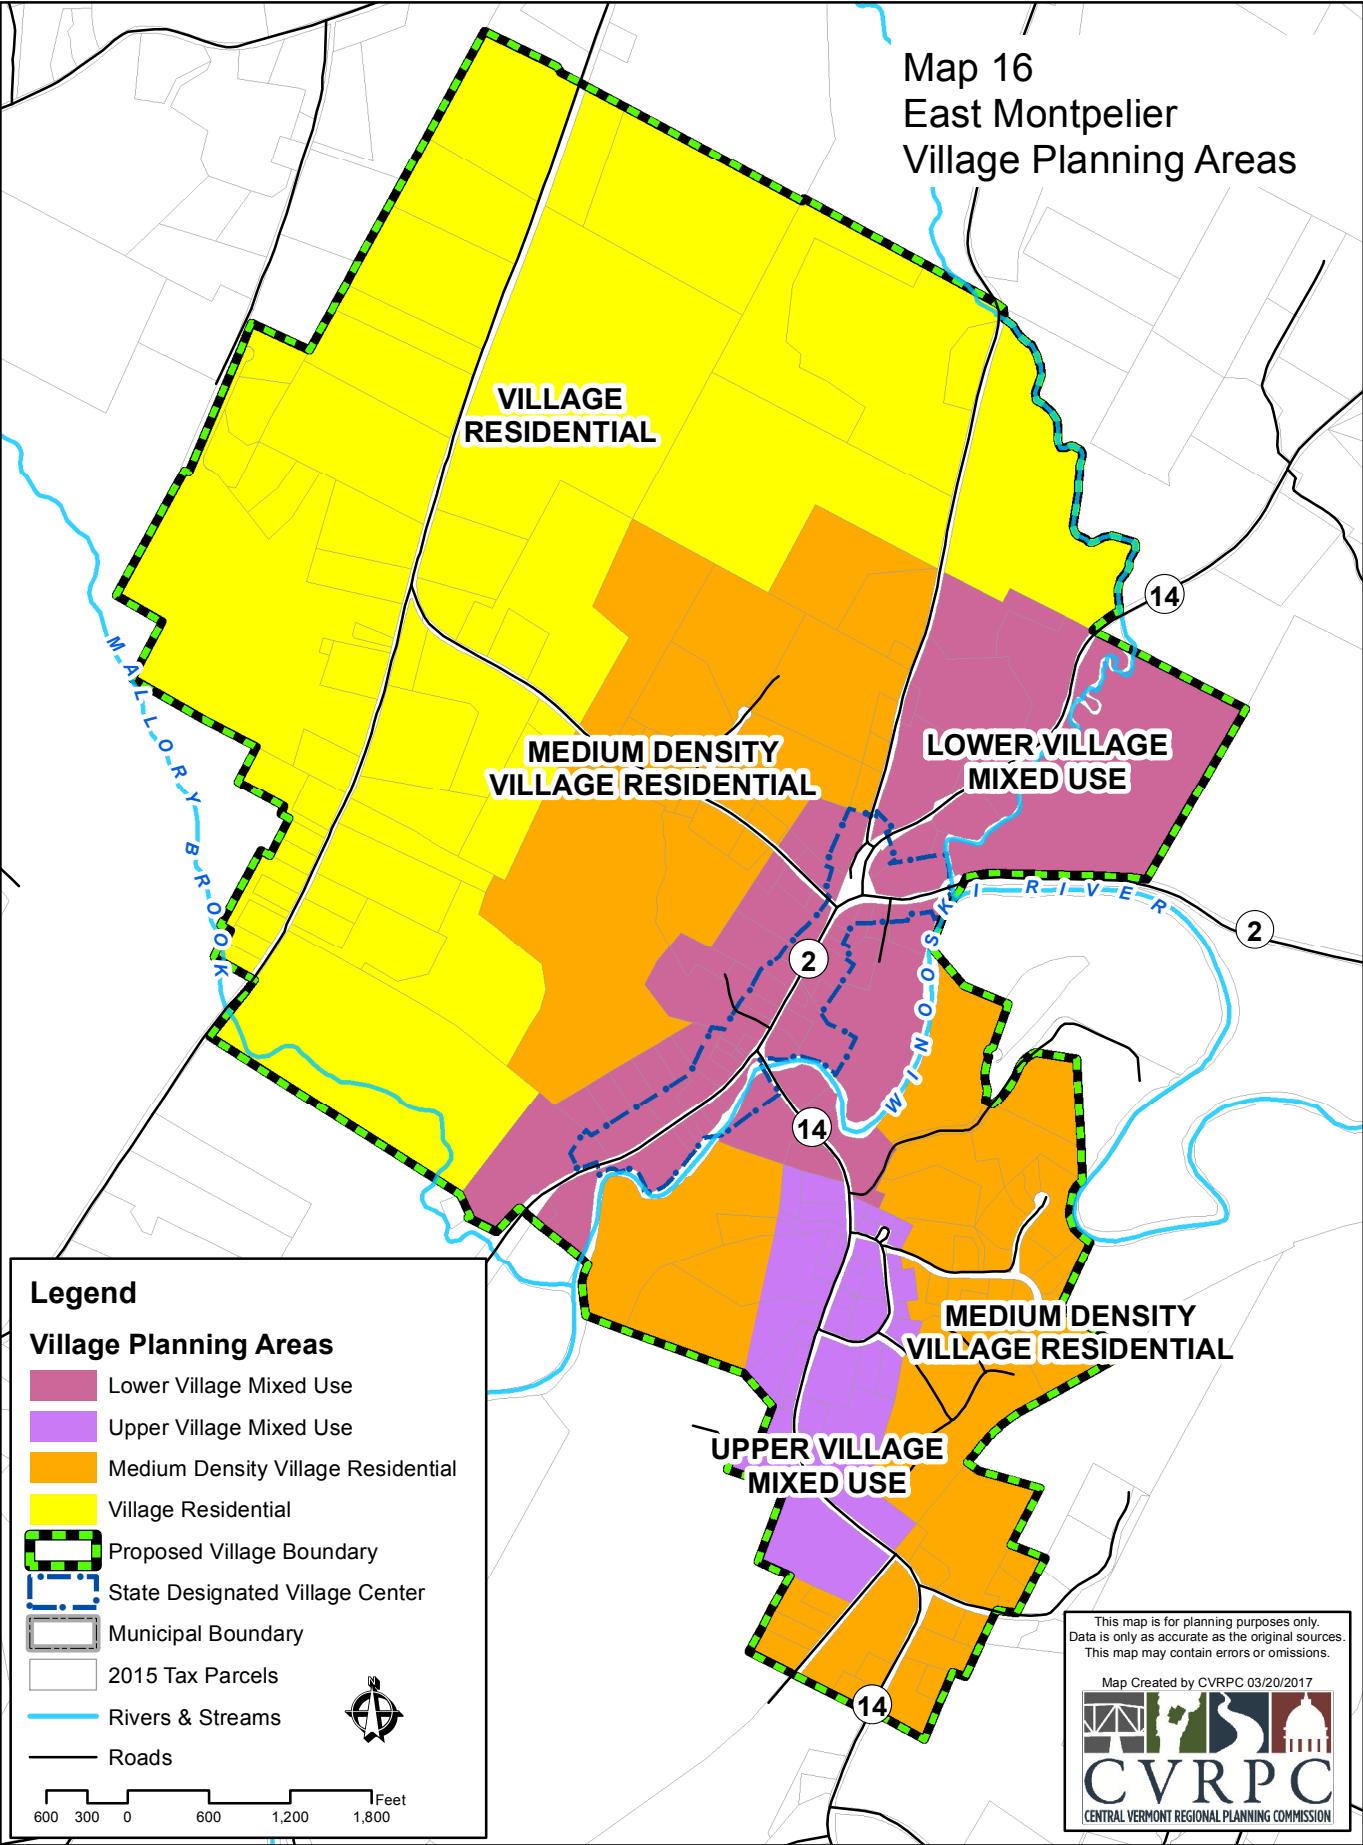 Map 16
East Montpelier
Village Planning Areas
VILLAGE
RESIDENTIAL
14
MALLORY BROOK
MEDIUM DENSITY
VILLAGE RESIDENTIAL
LOWER VILLAGE
MIXED USE
WINOOSKI RIVER
2
2
14
MEDIUM DENSITY
VILLAGE RESIDENTIAL
UPPER VILLAGE
MIXED USE
14
Legend
Village Planning Areas
Lower Village Mixed Use
Upper Village Mixed Use
Medium Density Village Residential
Village Residential
Proposed Village Boundary
State Designated Village Center
Municipal Boundary
2015 Tax Parcels
Rivers & Streams
Roads
N
Feet
600 300 0 600 1,200 1,800
This map is for planning purposes only.
Data is only as accurate as the original sources.
This map may contain errors or omissions.
Map Created by CVRPC 03/20/2017
CVRPC
CENTRAL VERMONT REGIONAL PLANNING COMMISSION